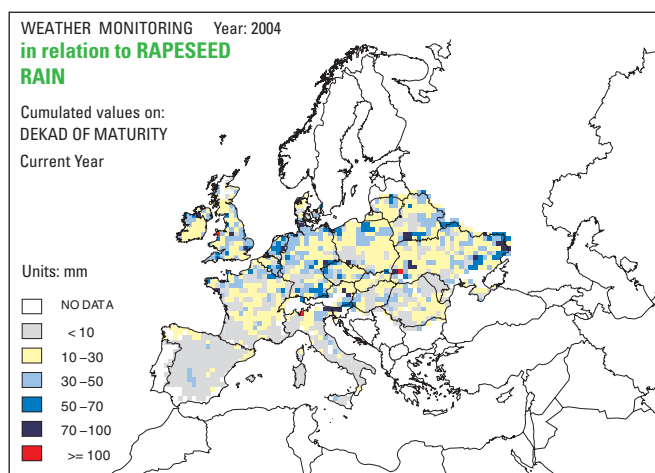 WEATHER MONITORING Year: 2004
in relation to RAPESEED
RAIN
Cumulated values on:
DEKAD OF MATURITY
Current Year
Units: mm
NO DATA
< 10
10 –30
30 –50
50 –70
70 –100
>= 100